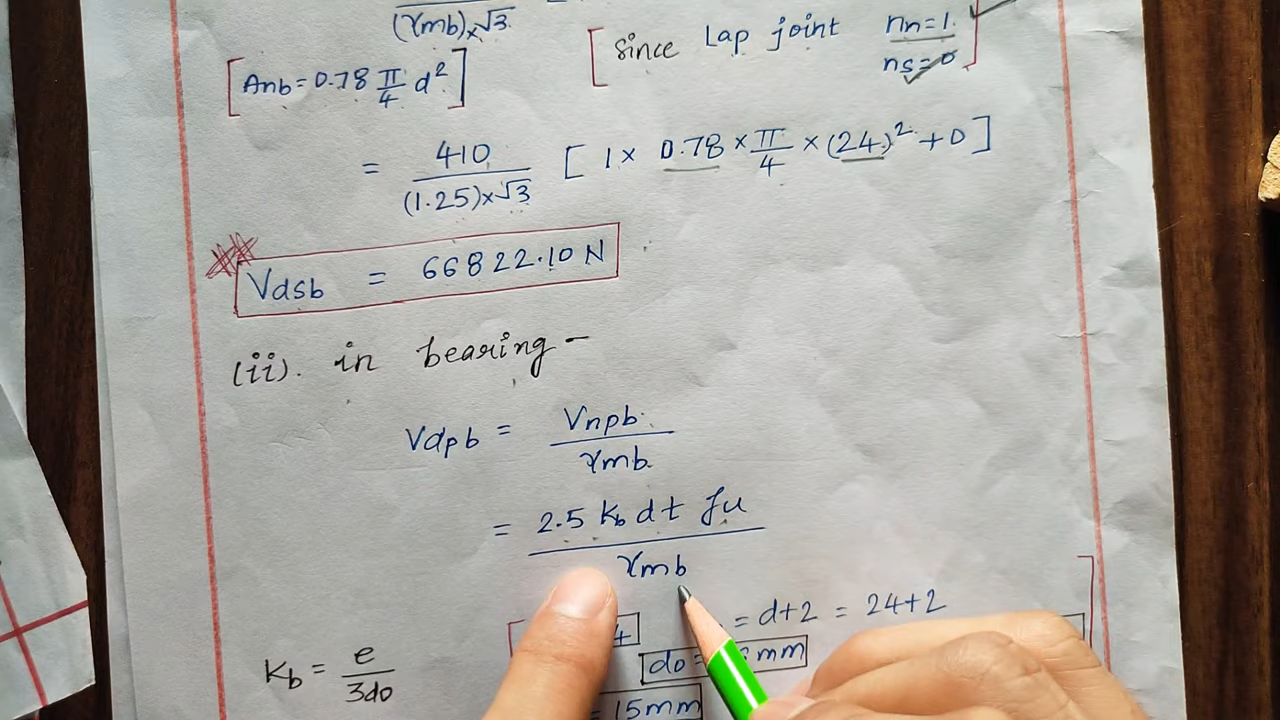 (γmb)×√3
[Since Lap joint nn=1.
ns=0]
[Anb=0.78 π/4 d²]
= 410/(1.25)×√3 [1× 0.78 × π/4 × (24)² + 0]
Vdsb = 66822.10 N
(ii). in bearing -
Vdpb = Vnpb/γmb
= 2.5 Kb dt fu/γmb
= d+2 = 24+2
do= mm
Kb = e/3do
= 15mm